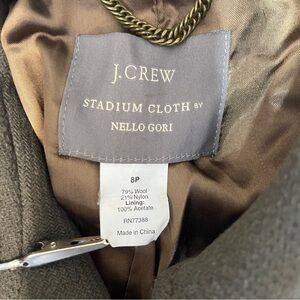 J.CREW
STADIUM CLOTH BY
NELLO GORI
8P
79% Wool
21% Nylon
Lining:
100% Acetate
RN77388
Made in China